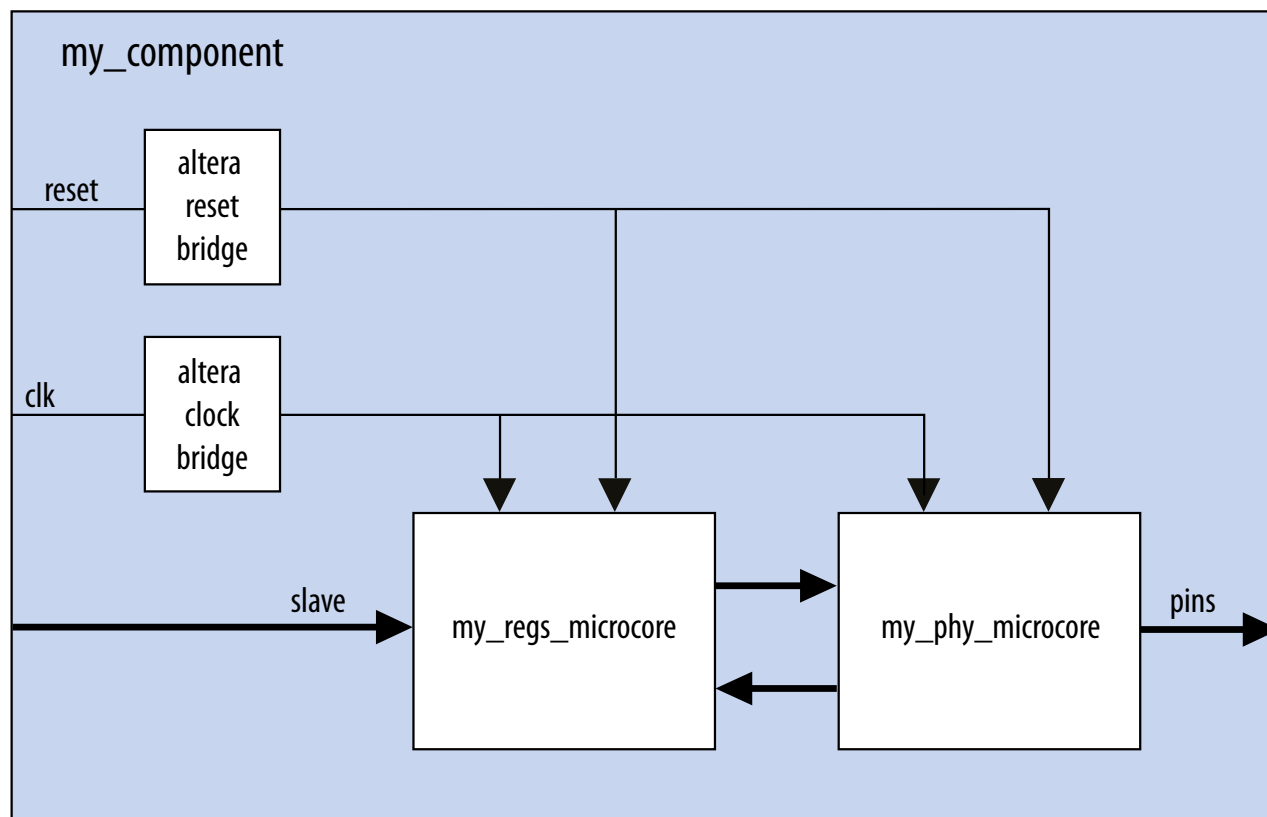 my_component
reset
altera
reset
bridge
clk
altera
clock
bridge
slave
my_regs_microcore
my_phy_microcore
pins